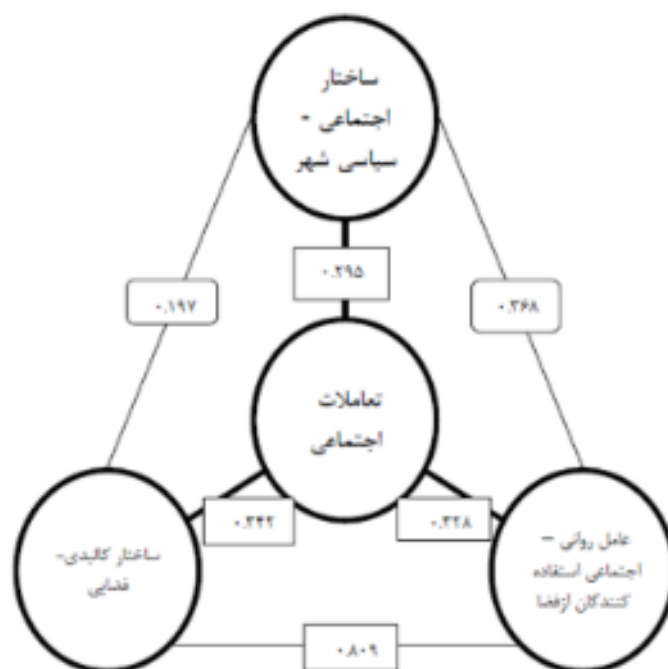 ساختار
اجتماعی -
سیاسی شهر
۰.۲۹۵
۰.۱۹۷
۰.۳۶۸
تعاملات
اجتماعی
۰.۳۴۲
۰.۳۲۸
ساختار کالبدی-
فضایی
عامل روانی –
اجتماعی استفاده
کنندگان ازفضا
۰.۸۰۹